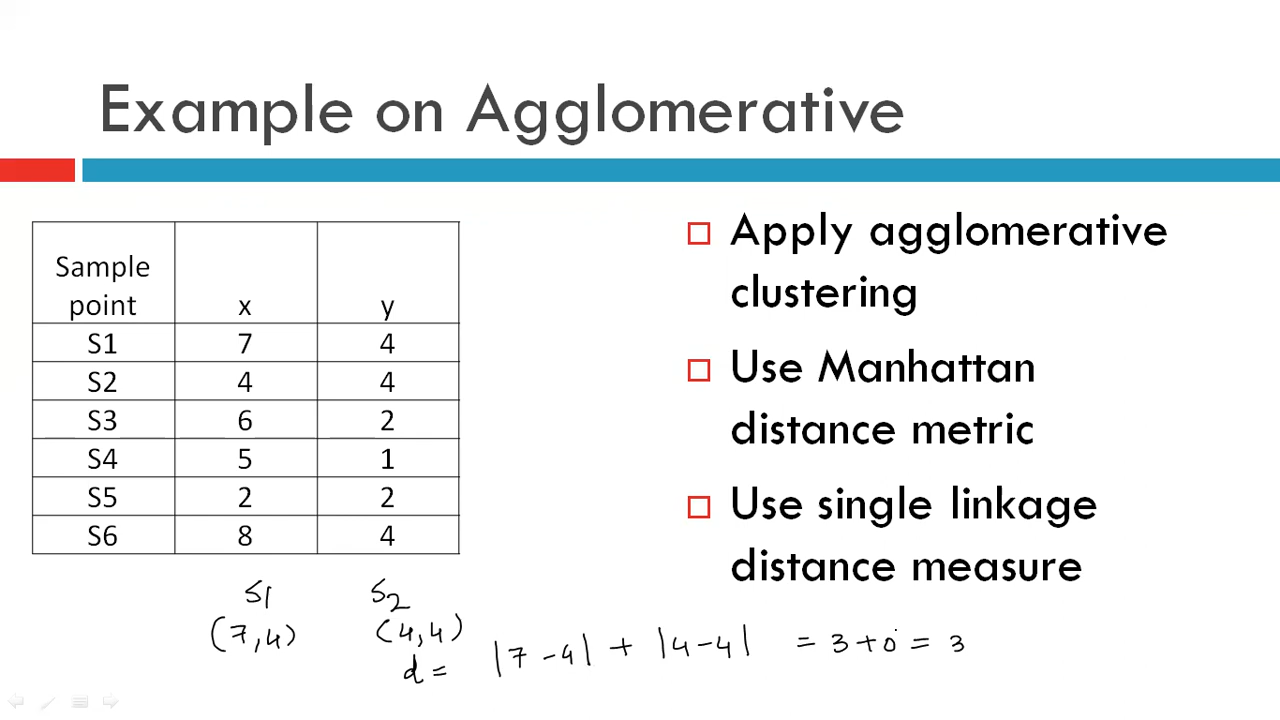 Example on Agglomerative
Sample point x y
S1 7 4
S2 4 4
S3 6 2
S4 5 1
S5 2 2
S6 8 4
Apply agglomerative
clustering
Use Manhattan
distance metric
Use single linkage
distance measure
S1 S2
(7,4) (4,4)
d = |7-4| + |4-4| = 3+0 = 3